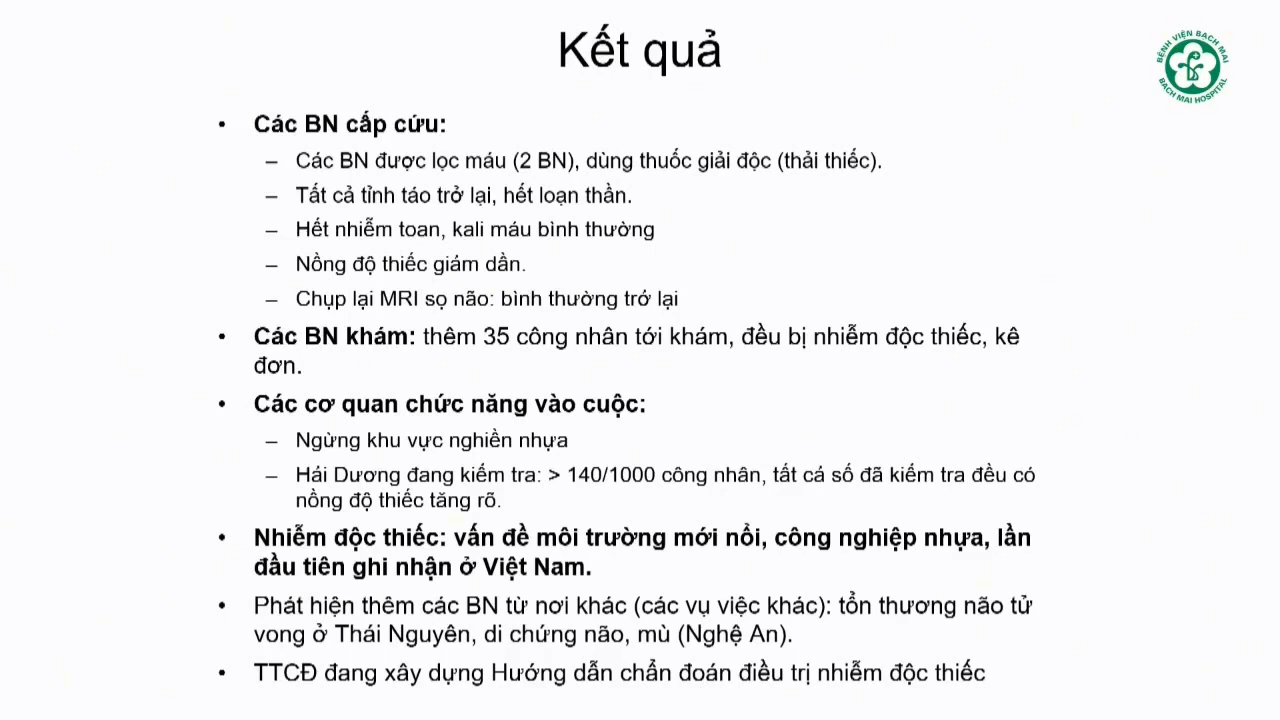 Kết quả
BỆNH VIỆN BẠCH MAI
BACH MAI HOSPITAL
• Các BN cấp cứu:
– Các BN được lọc máu (2 BN), dùng thuốc giải độc (thải thiếc).
– Tất cả tỉnh táo trở lại, hết loạn thần.
– Hết nhiễm toan, kali máu bình thường
– Nồng độ thiếc giảm dần.
– Chụp lại MRI sọ não: bình thường trở lại
• Các BN khám: thêm 35 công nhân tới khám, đều bị nhiễm độc thiếc, kê
đơn.
• Các cơ quan chức năng vào cuộc:
– Ngừng khu vực nghiền nhựa
– Hải Dương đang kiểm tra: > 140/1000 công nhân, tất cả số đã kiểm tra đều có
nồng độ thiếc tăng rõ.
• Nhiễm độc thiếc: vấn đề môi trường mới nổi, công nghiệp nhựa, lần
đầu tiên ghi nhận ở Việt Nam.
• Phát hiện thêm các BN từ nơi khác (các vụ việc khác): tổn thương não tử
vong ở Thái Nguyên, di chứng não, mù (Nghệ An).
• TTCĐ đang xây dựng Hướng dẫn chẩn đoán điều trị nhiễm độc thiếc